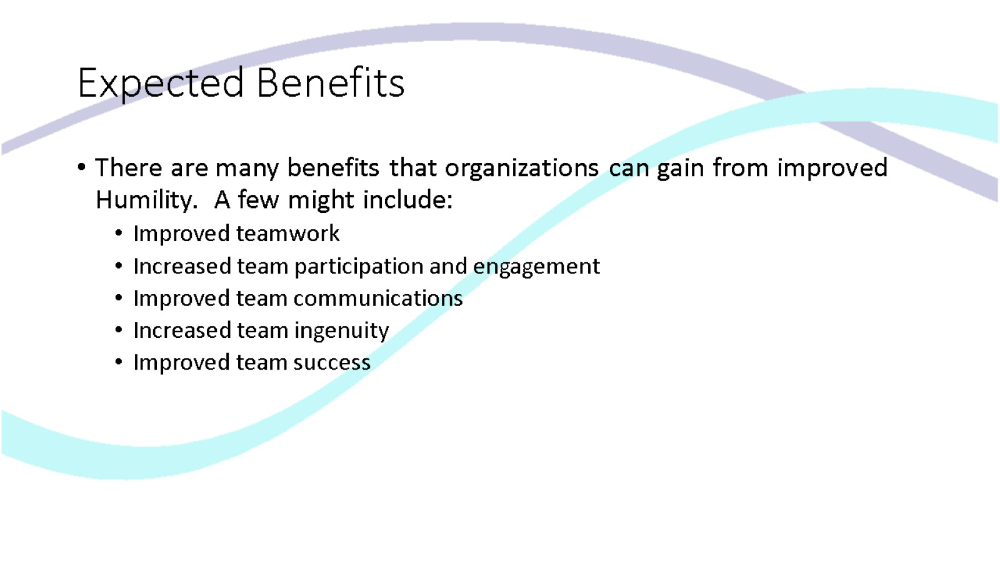 Expected Benefits
• There are many benefits that organizations can gain from improved
Humility.  A few might include:
• Improved teamwork
• Increased team participation and engagement
• Improved team communications
• Increased team ingenuity
• Improved team success